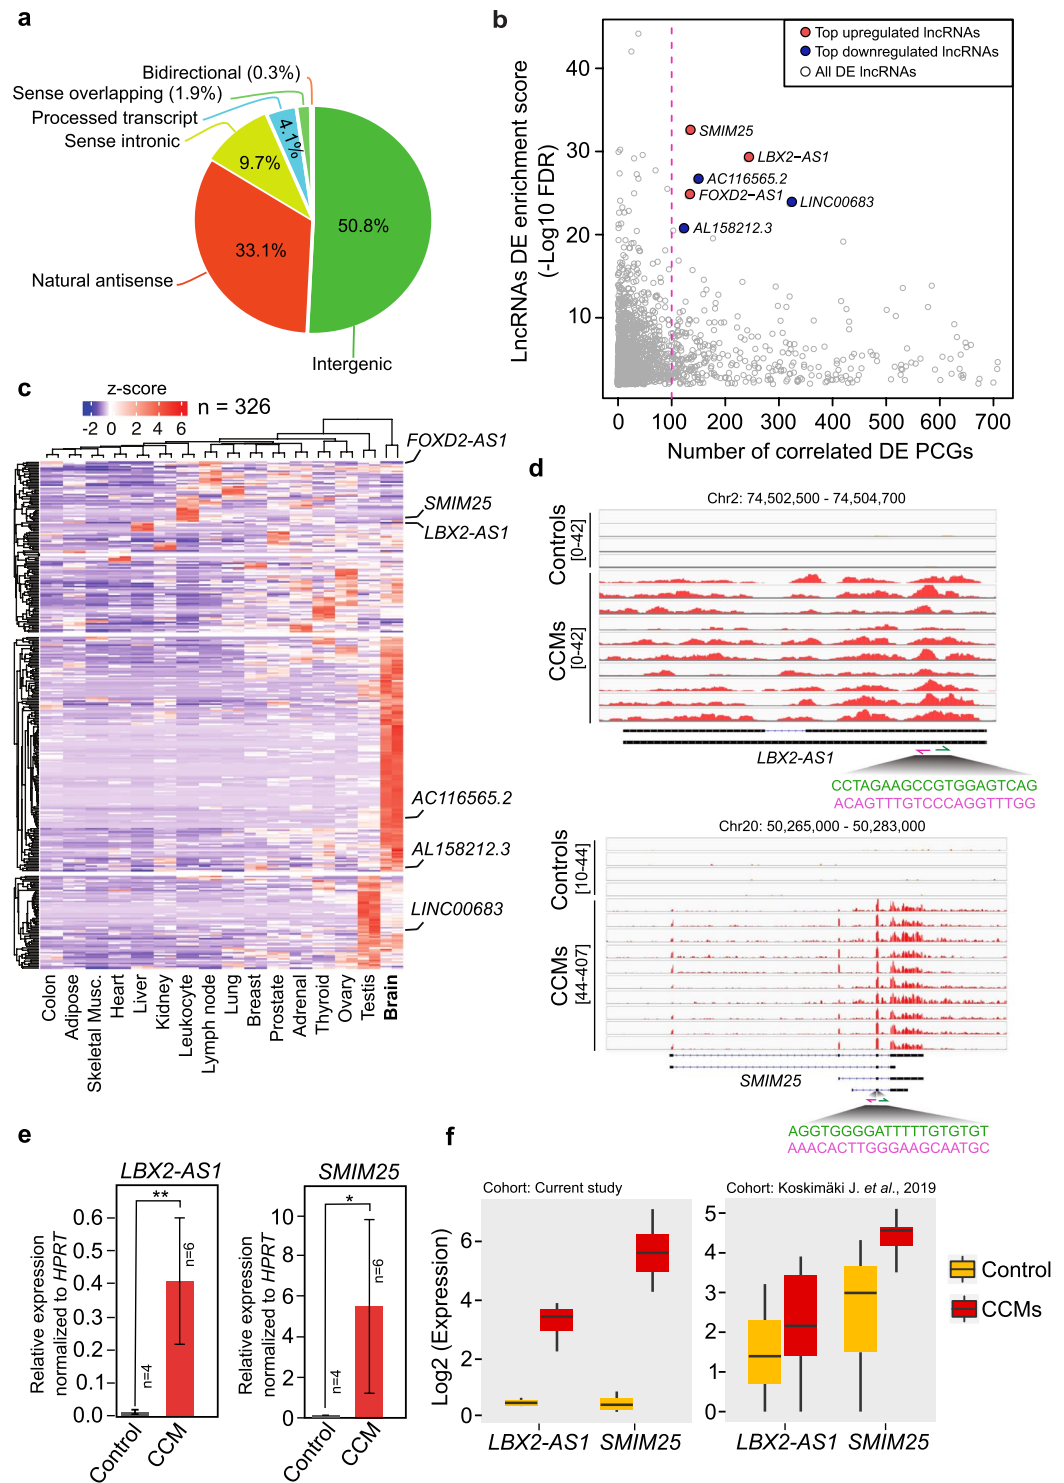 a
Bidirectional (0.3%)
Sense overlapping (1.9%)
Processed transcript
Sense intronic
4.1%
9.7%
50.8%
33.1%
Natural antisense
Intergenic
b
LncRNAs DE enrichment score
(-Log10 FDR)
40
30
20
10
Top upregulated lncRNAs
Top downregulated lncRNAs
All DE lncRNAs
SMIM25
LBX2−AS1
AC116565.2
FOXD2−AS1
LINC00683
AL158212.3
0 100 200 300 400 500 600 700
Number of correlated DE PCGs
c
z-score
n = 326
-2 0 2 4 6
FOXD2-AS1
SMIM25
LBX2-AS1
AC116565.2
AL158212.3
LINC00683
Colon
Adipose
Skeletal Musc.
Heart
Liver
Kidney
Leukocyte
Lymph node
Lung
Breast
Prostate
Adrenal
Thyroid
Ovary
Testis
Brain
d
Chr2: 74,502,500 - 74,504,700
Controls
[0-42]
CCMs
[0-42]
LBX2-AS1
CCTAGAAGCCGTGGAGTCAG
ACAGTTTGTCCCAGGTTTGG
Chr20: 50,265,000 - 50,283,000
Controls
[10-44]
CCMs
[44-407]
SMIM25
AGGTGGGGATTTTTGTGTGT
AAACACTTGGGAAGCAATGC
e
LBX2-AS1
Relative expression
normalized to HPRT
0.6
0.5
0.4
0.3
0.2
0.1
0.0
**
n=4
n=6
Control
CCM
SMIM25
Relative expression
normalized to HPRT
10
8
6
4
2
0
*
n=4
n=6
Control
CCM
f
Cohort: Current study
Log2 (Expression)
6
4
2
0
LBX2-AS1
SMIM25
Cohort: Koskimäki J. et al., 2019
5
4
3
2
1
0
LBX2-AS1
SMIM25
Control
CCMs